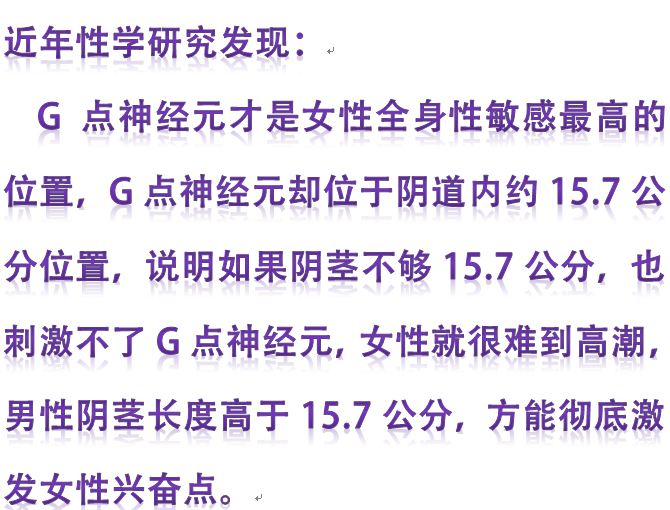 近年性学研究发现：
G 点神经元才是女性全身性敏感最高的
位置，G 点神经元却位于阴道内约 15.7 公
分位置，说明如果阴茎不够 15.7 公分，也
刺激不了 G 点神经元, 女性就很难到高潮，
男性阴茎长度高于 15.7 公分，方能彻底激
发女性兴奋点。